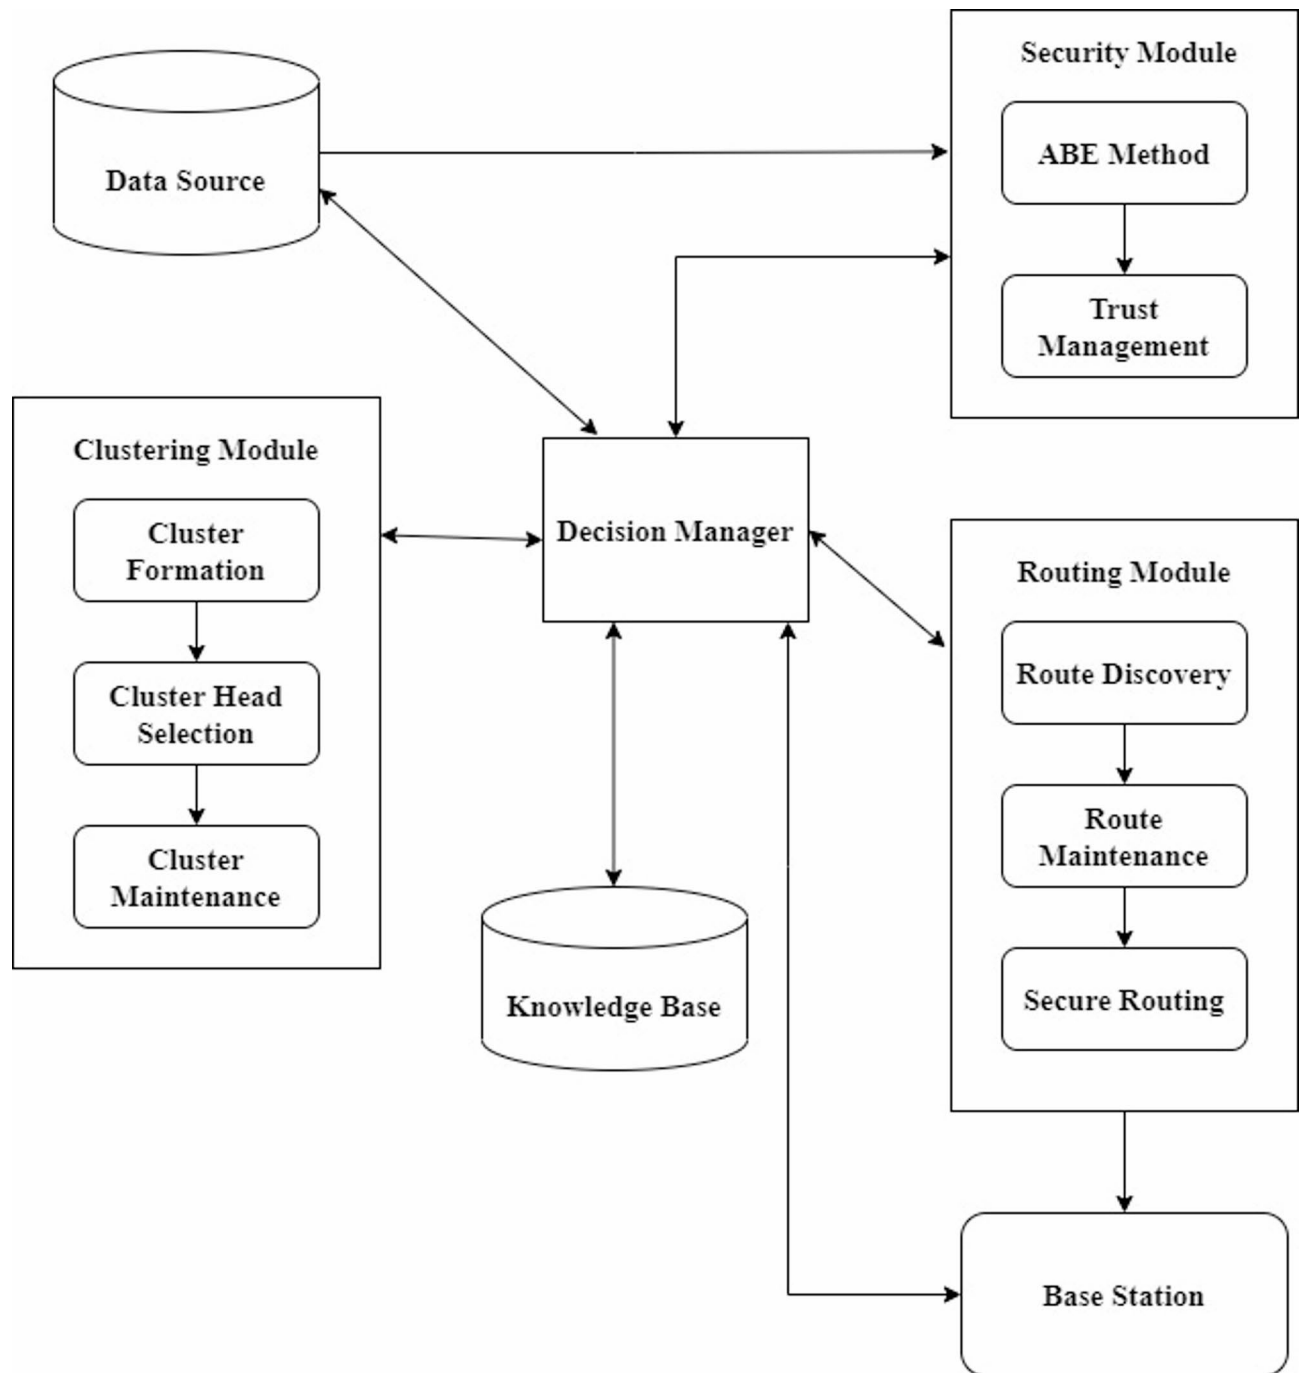 Security Module
ABE Method
Data Source
Trust
Management
Clustering Module
Cluster
Formation
Cluster Head
Selection
Cluster
Maintenance
Decision Manager
Routing Module
Route Discovery
Route
Maintenance
Secure Routing
Knowledge Base
Base Station